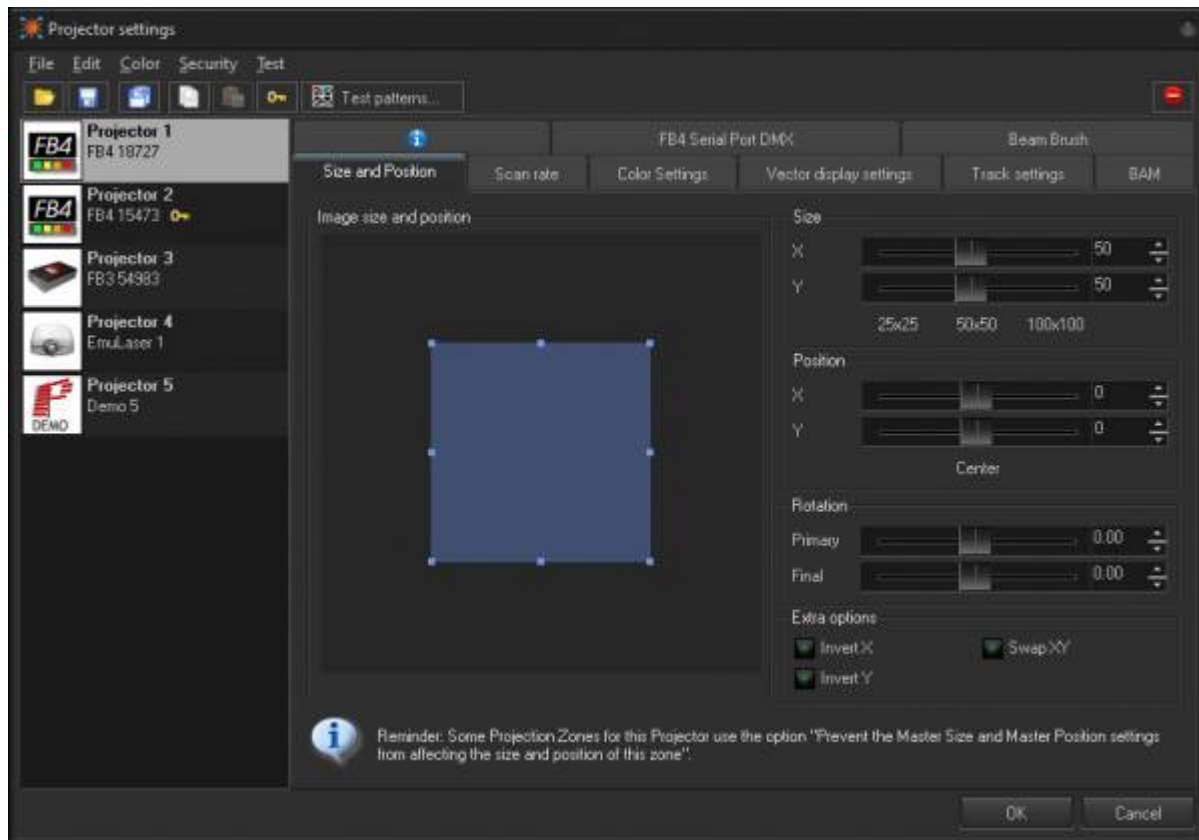 Projector settings
File Edit Color Security Test
Test patterns...
FB4
Projector 1
FB4 18727
FB4
Projector 2
FB4 15473
Projector 3
FB3 54983
Projector 4
EmuLaser 1
DEMO
Projector 5
Demo 5
FB4 Serial Port DMX Beam Brush
Size and Position Scan rate Color Settings Vector display settings Track settings BAM
Image size and position
Size
X 50
Y 50
25x25 50x50 100x100
Position
X 0
Y 0
Center
Rotation
Primary 0.00
Final 0.00
Extra options
Invert X Swap XY
Invert Y
Reminder: Some Projection Zones for this Projector use the option "Prevent the Master Size and Master Position settings
from affecting the size and position of this zone".
OK Cancel